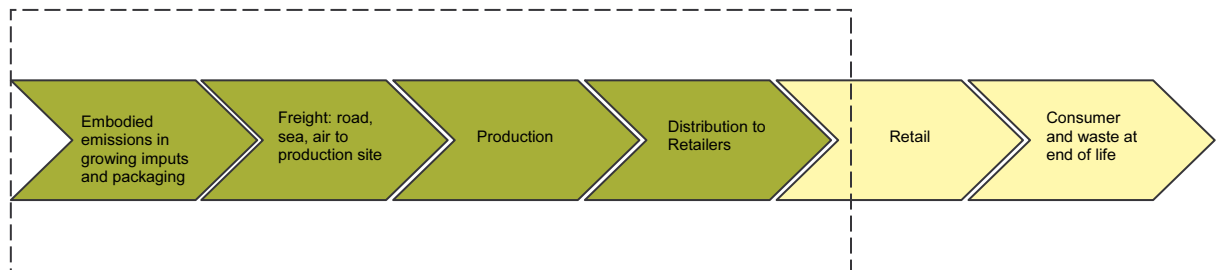 Embodied
emissions in
growing imputs
and packaging
Freight: road,
sea, air to
production site
Production
Distribution to
Retailers
Retail
Consumer
and waste at
end of life